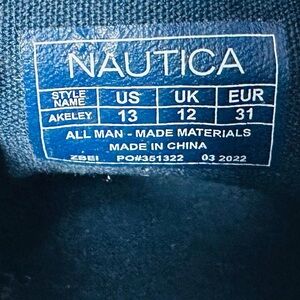 NAUTICA
STYLE NAME US UK EUR
AKELEY 13 12 31
ALL MAN - MADE MATERIALS
MADE IN CHINA
ZBEI PO#351322 03 2022